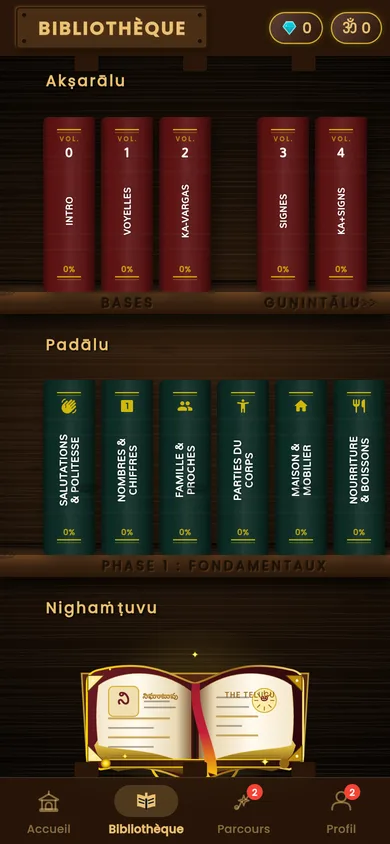 BIBLIOTHÈQUE
0
ॐ 0
Akṣarālu
VOL.
0
INTRO
0%
VOL.
1
VOYELLES
0%
VOL.
2
KA-VARGAS
0%
VOL.
3
SIGNES
0%
VOL.
4
KA+SIGNS
0%
BASES
GUNINTĀLU>>
Padālu
SALUTATIONS
& POLITESSE
0%
1
NOMBRES &
CHIFFRES
0%
FAMILLE &
PROCHES
0%
PARTIES DU
CORPS
0%
MAISON &
MOBILIER
0%
NOURRITURE
& BOISSONS
0%
PHASE 1 : FONDAMENTAUX
Nighaṁṭuvu
ని
నిఘంటువు
THE TELUGU
Accueil
Bibliothèque
2
Parcours
2
Profil